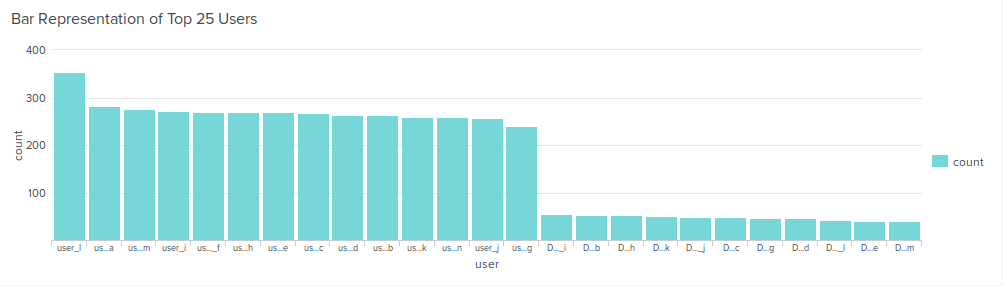 Bar Representation of Top 25 Users
400
300
200
100
count
user_l us...a us...m user_i us..._f us...h us...e us...c us...d us...b us...k us...n user_j us...g D..._i D...b D...h D...k D..._j D...c D...g D...d D..._l D...e D...m
user
count